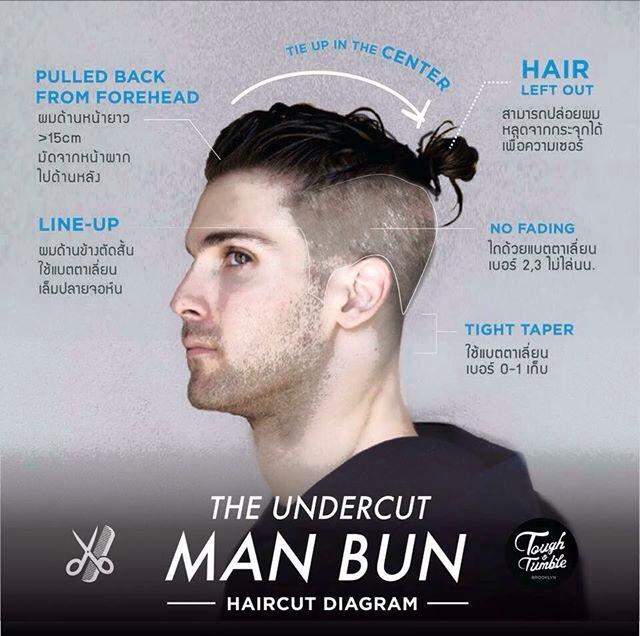 TIE UP IN THE CENTER
PULLED BACK
FROM FOREHEAD
ผมด้านหน้ายาว
>15cm
มัดจากหน้าผาก
ไปด้านหลัง
HAIR
LEFT OUT
สามารถปล่อยผม
หลุดจากกระจุกได้
เพื่อความเซอร์
LINE-UP
ผมด้านข้างตัดสั้น
ใช้แบตตาเลี่ยน
เล็มปลายจอหัน
NO FADING
ไถด้วยแบตตาเลี่ยน
เบอร์ 2,3 ไม่ไล่นน.
TIGHT TAPER
ใช้แบตตาเลี่ยน
เบอร์ 0-1 เก็บ
THE UNDERCUT
MAN BUN
HAIRCUT DIAGRAM
Tough
&
Tumble
BROOKLYN